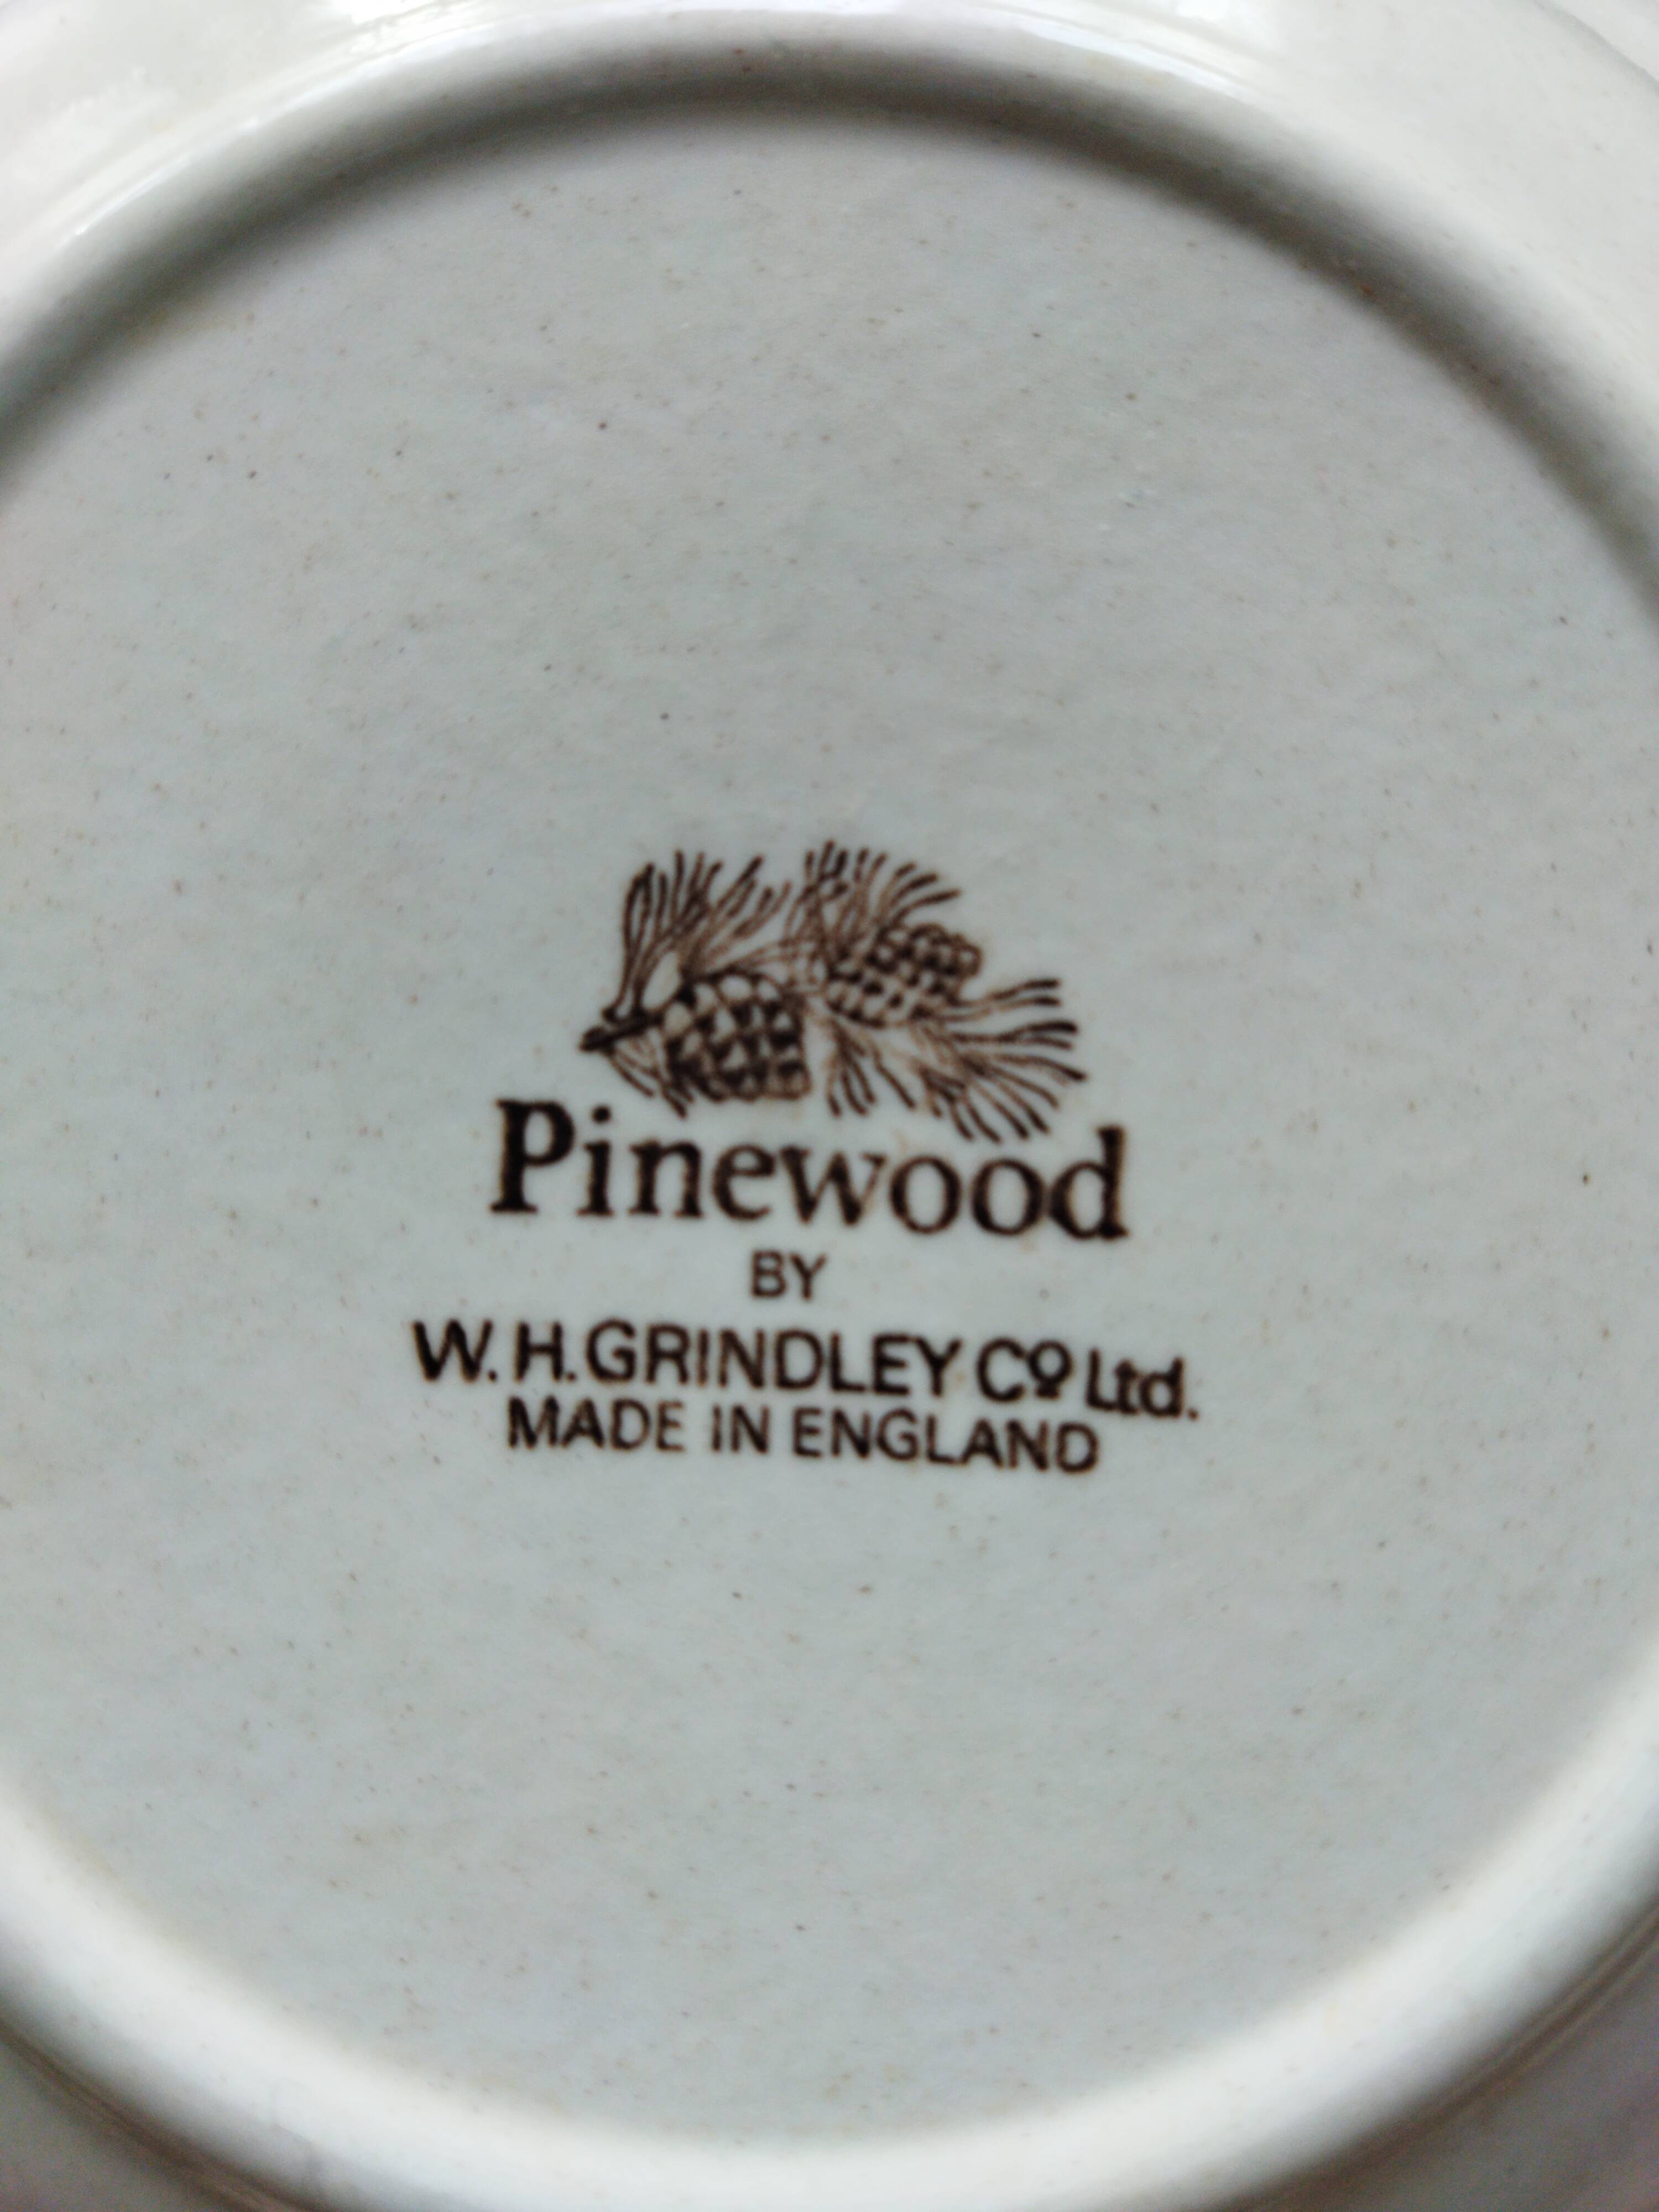 Pinewood
BY
W.H.GRINDLEY Cº Ltd.
MADE IN ENGLAND